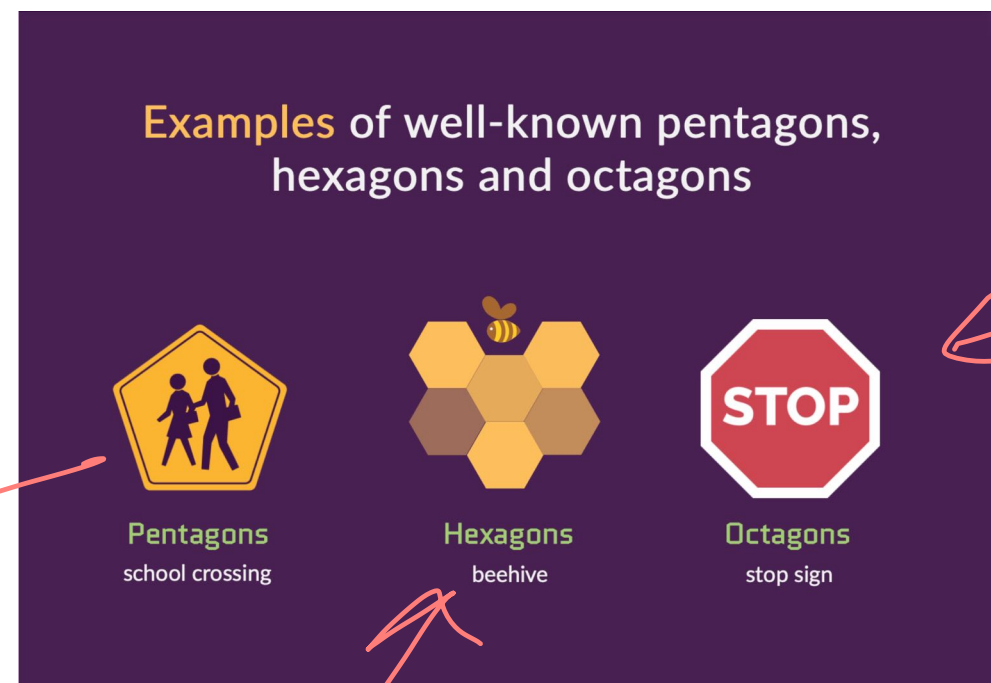 Examples of well-known pentagons,
hexagons and octagons
STOP
Pentagons
school crossing
Hexagons
beehive
Octagons
stop sign